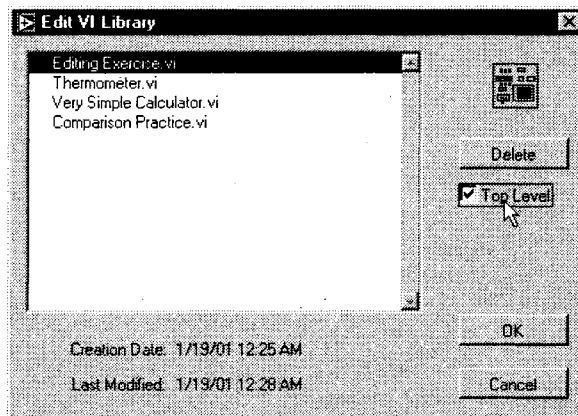 Edit VI Library
Editing Exercise.vi
Thermometer.vi
Very Simple Calculator.vi
Comparison Practice.vi
Delete
Top Level
Creation Date: 1/19/01 12:25 AM
OK
Last Modified: 1/19/01 12:28 AM
Cancel